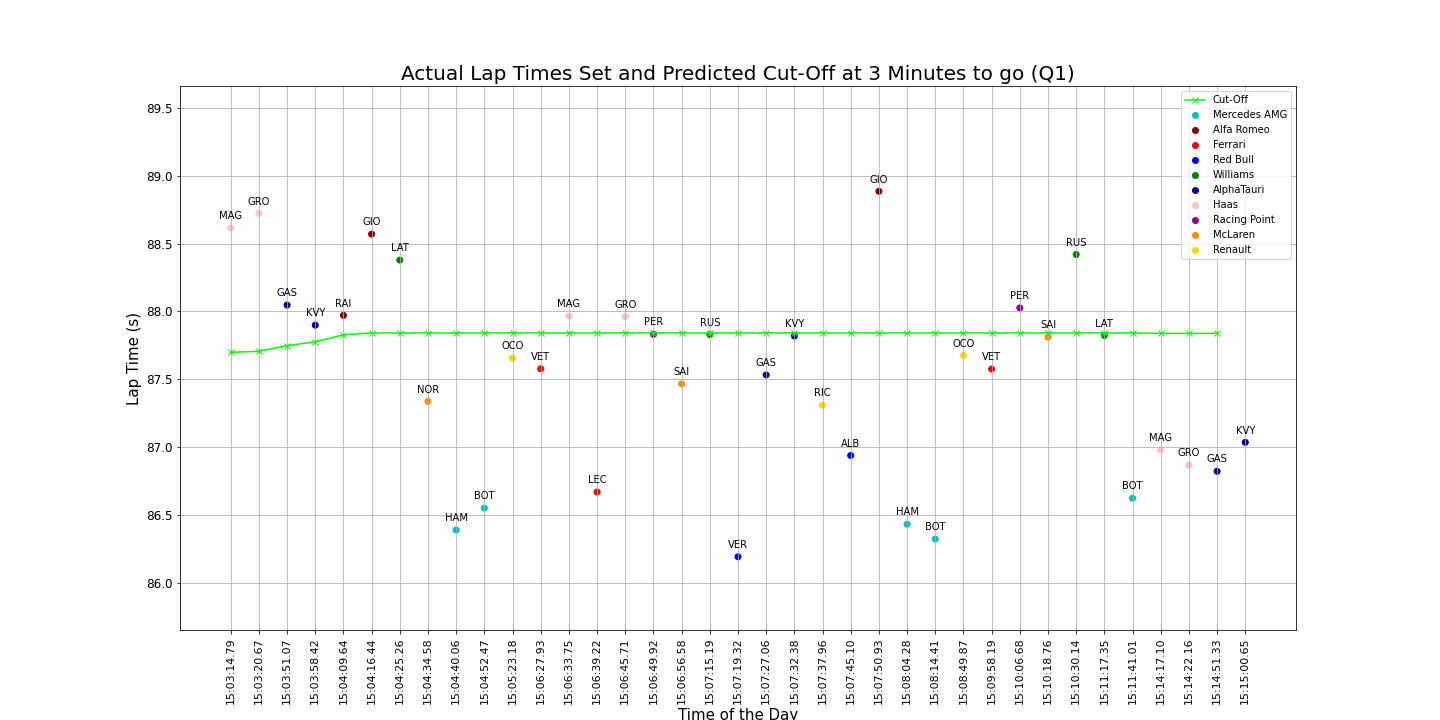 Actual Lap Times Set and Predicted Cut-Off at 3 Minutes to go (Q1)
Lap Time (s)
89.5
89.0
88.5
88.0
87.5
87.0
86.5
86.0
Cut-Off
Mercedes AMG
Alfa Romeo
Ferrari
Red Bull
Williams
AlphaTauri
Haas
Racing Point
McLaren
Renault
MAG
GRO
GAS
KVY
RAI
GIO
LAT
NOR
HAM
BOT
OCO
VET
MAG
LEC
GRO
PER
SAI
RUS
VER
GAS
KVY
RIC
ALB
GIO
HAM
BOT
OCO
VET
PER
SAI
RUS
LAT
BOT
MAG
GRO
GAS
KVY
15:03:14.79
15:03:20.67
15:03:51.07
15:03:58.42
15:04:09.64
15:04:16.44
15:04:25.26
15:04:34.58
15:04:40.06
15:04:52.47
15:05:23.18
15:06:27.93
15:06:33.75
15:06:39.22
15:06:45.71
15:06:49.92
15:06:56.58
15:07:15.19
15:07:19.32
15:07:27.06
15:07:32.38
15:07:37.96
15:07:45.10
15:07:50.93
15:08:04.28
15:08:14.41
15:08:49.87
15:09:58.19
15:10:06.68
15:10:18.76
15:10:30.14
15:11:17.35
15:11:41.01
15:14:17.10
15:14:22.16
15:14:51.33
15:15:00.65
Time of the Day